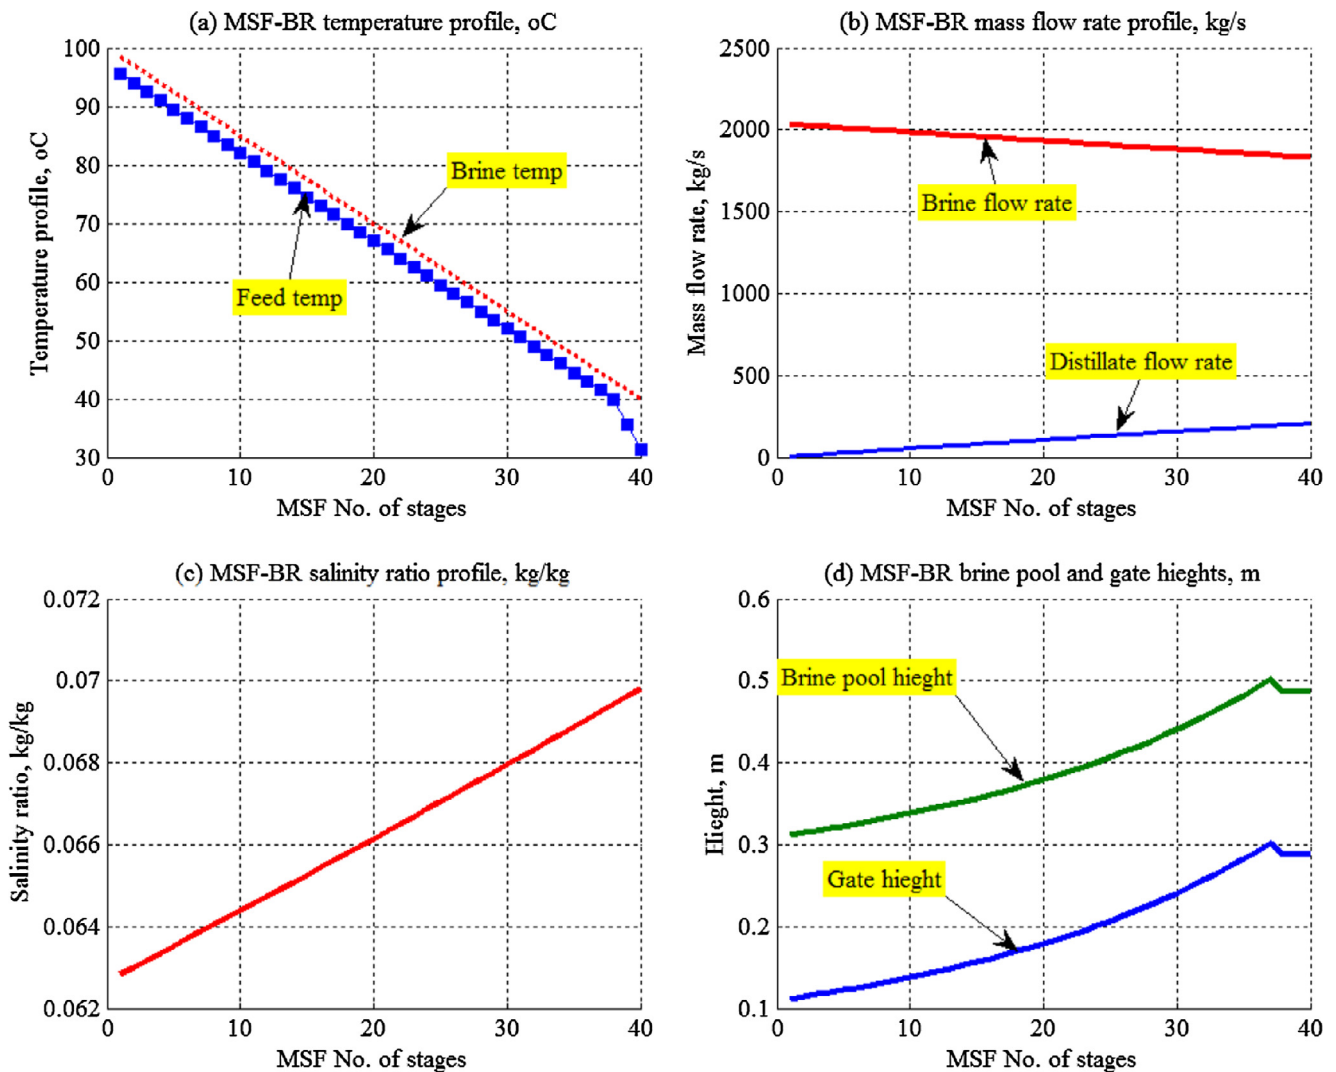 (a) MSF-BR temperature profile, oC
100
90
80
70
60
50
40
30
Temperature profile, oC
Brine temp
Feed temp
0 10 20 30 40
MSF No. of stages
(b) MSF-BR mass flow rate profile, kg/s
2500
2000
1500
1000
500
0
Mass flow rate, kg/s
Brine flow rate
Distillate flow rate
0 10 20 30 40
MSF No. of stages
(c) MSF-BR salinity ratio profile, kg/kg
0.072
0.07
0.068
0.066
0.064
0.062
Salinity ratio, kg/kg
0 10 20 30 40
MSF No. of stages
(d) MSF-BR brine pool and gate hieghts, m
0.6
0.5
0.4
0.3
0.2
0.1
Hieght, m
Brine pool hieght
Gate hieght
0 10 20 30 40
MSF No. of stages